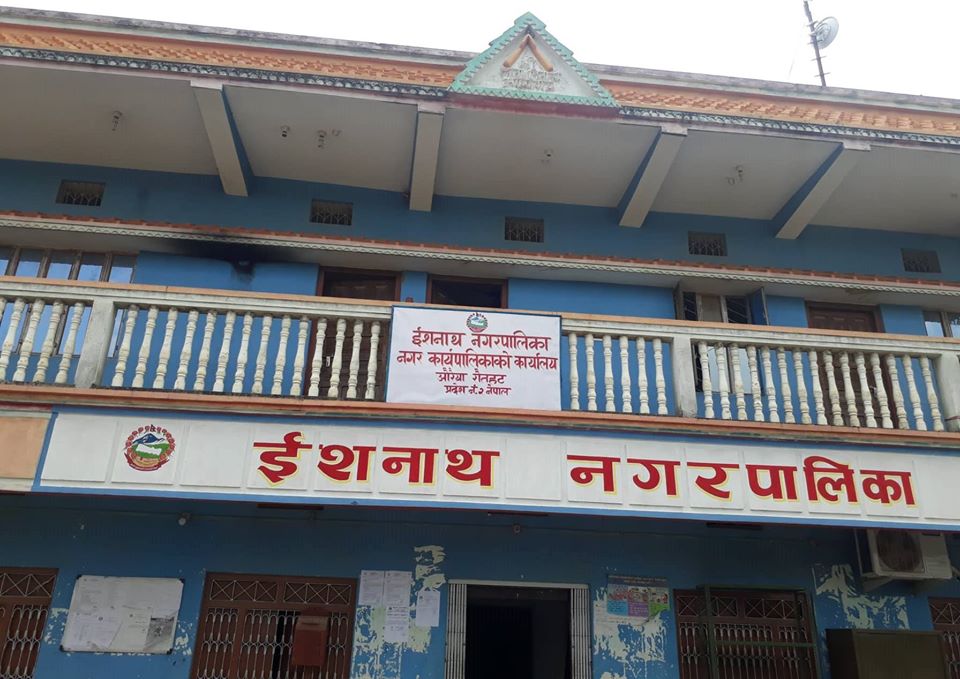 ईशनाथ नगरपालिका
नगर कार्यपालिकाको कार्यालय
औरैया रौतहट
प्रदेश नं. २ नेपाल
ईशनाथ नगरपालिका